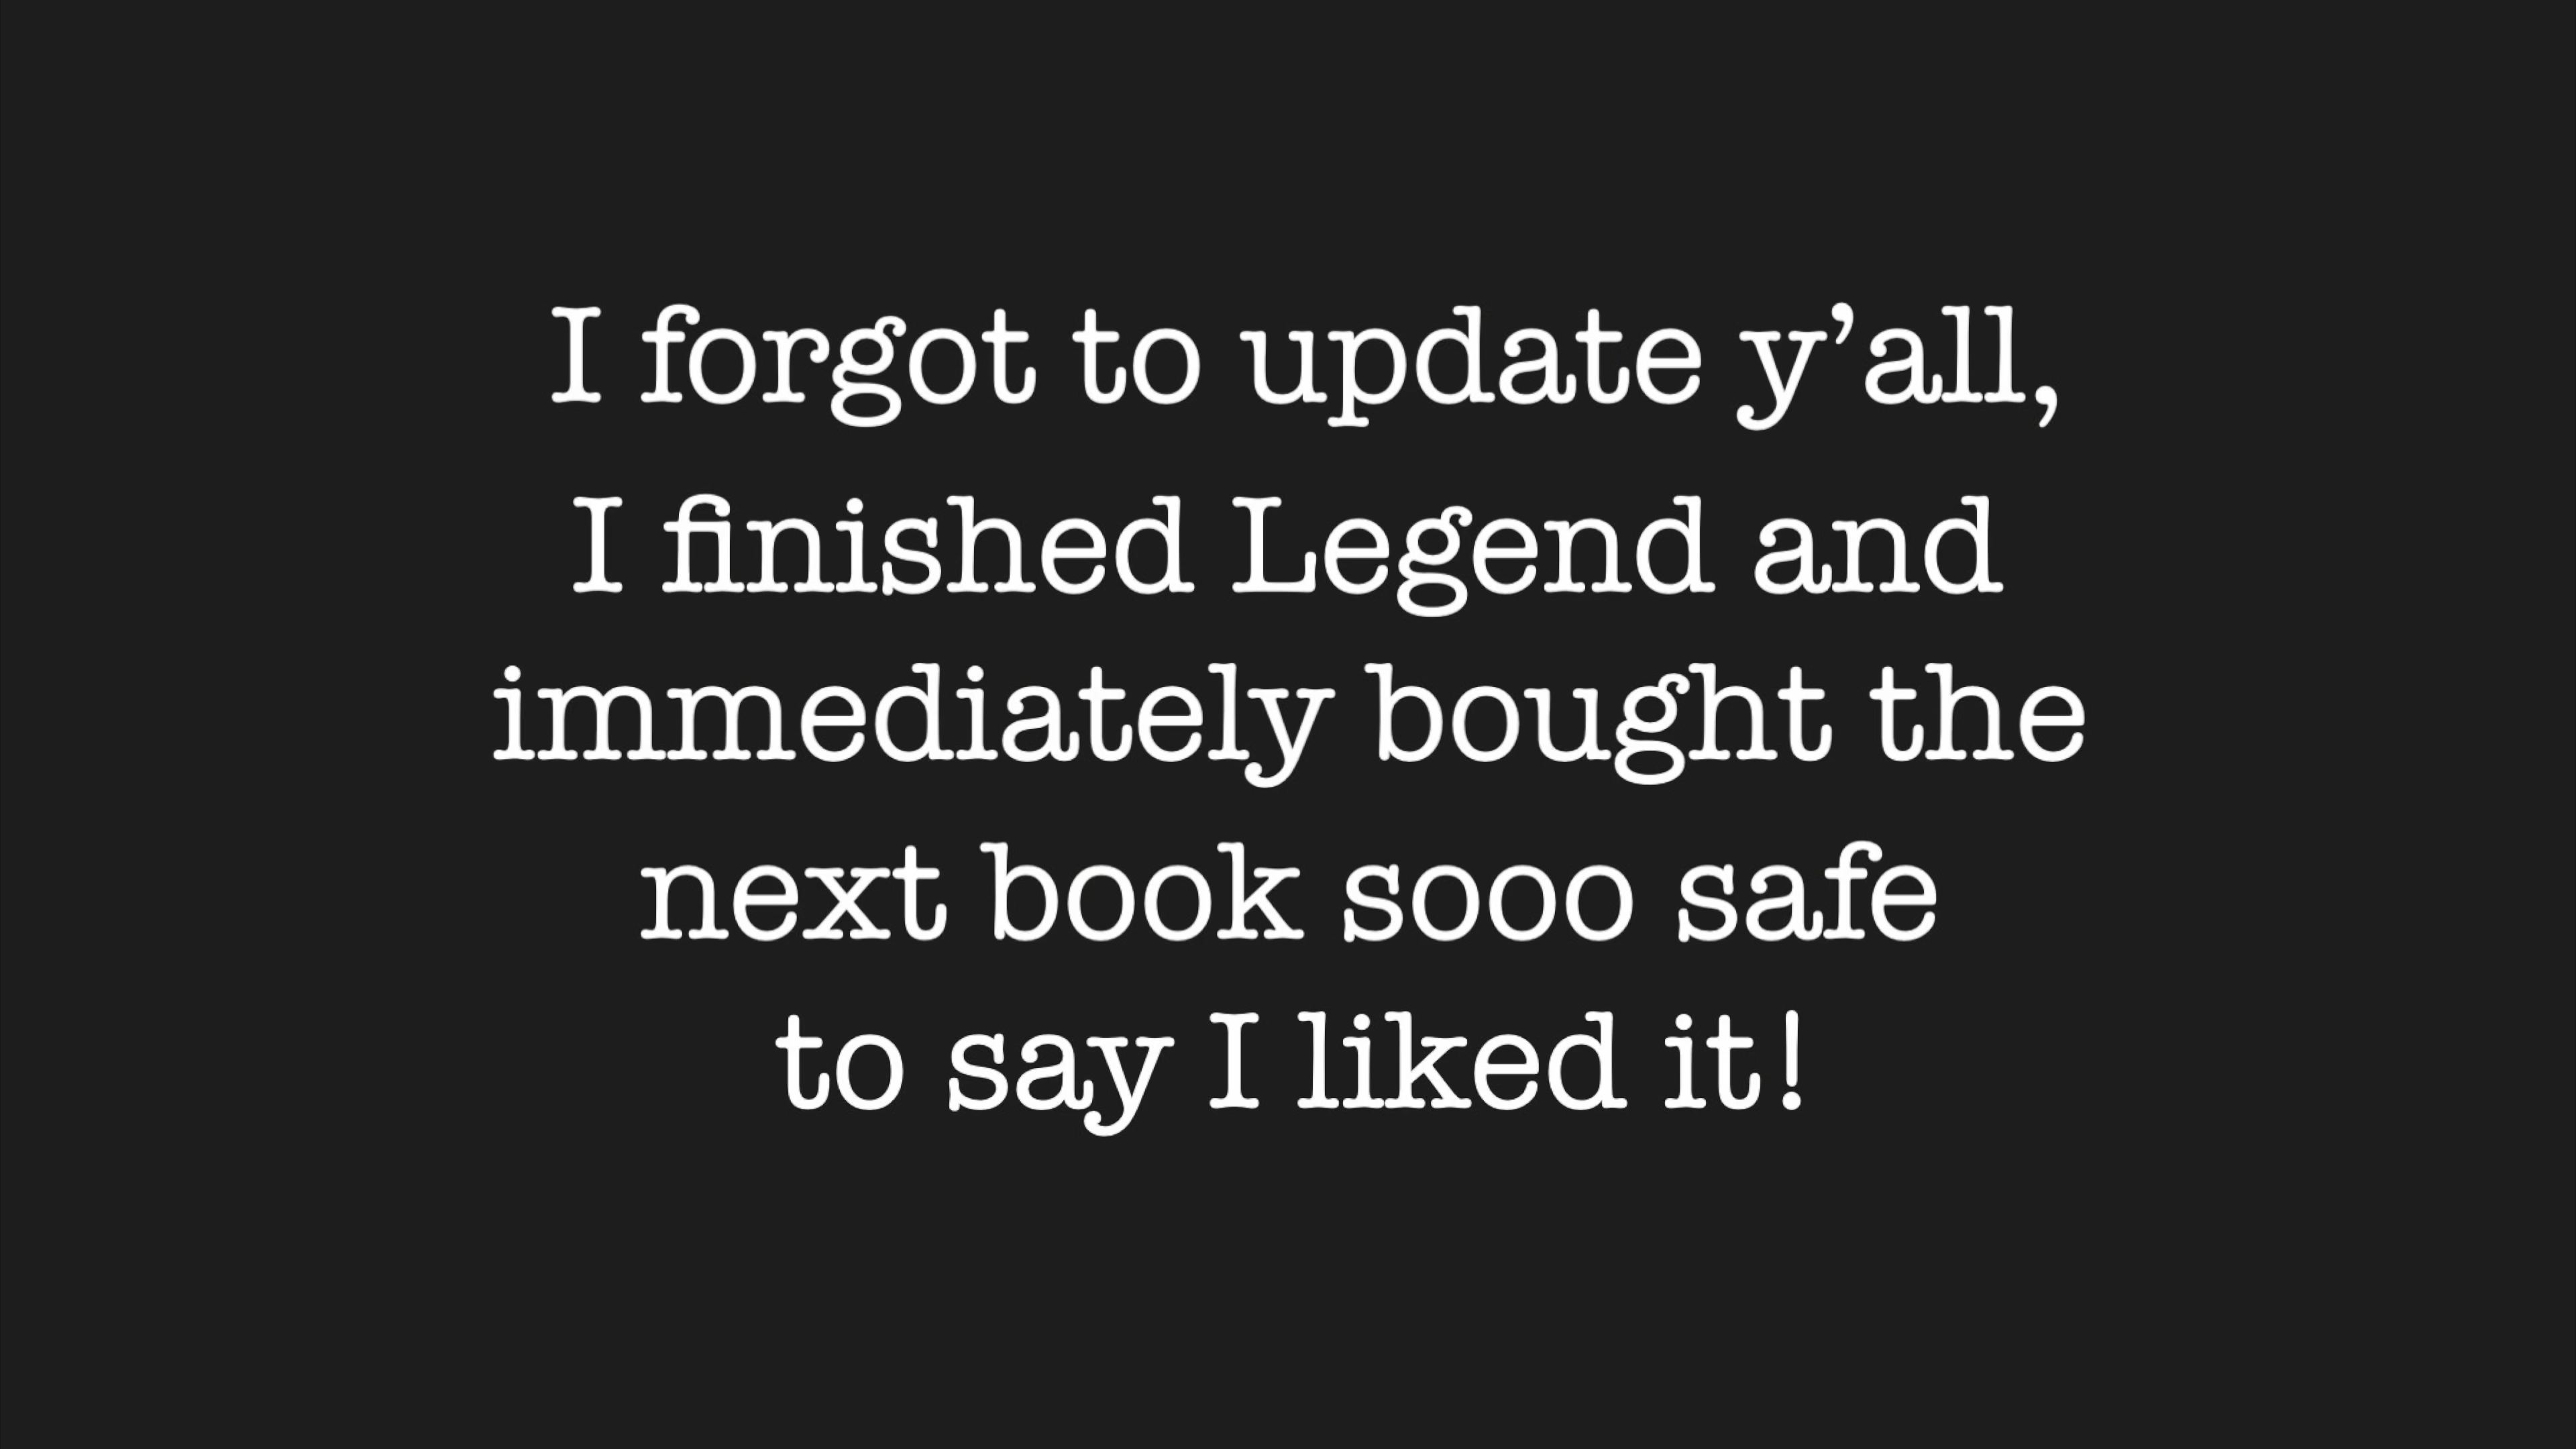 I forgot to update y’all,
I finished Legend and
immediately bought the
next book sooo safe
to say I liked it!